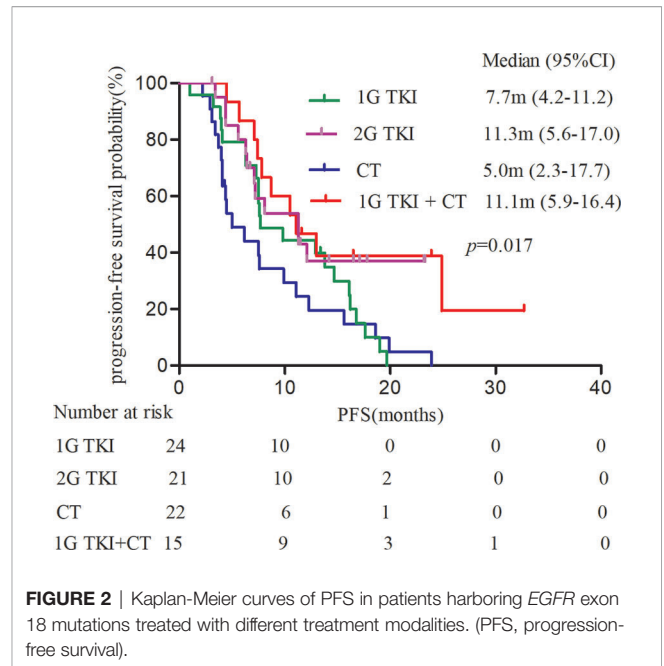 Median (95%CI)
1G TKI 7.7m (4.2-11.2)
2G TKI 11.3m (5.6-17.0)
CT 5.0m (2.3-17.7)
1G TKI + CT 11.1m (5.9-16.4)
p=0.017
progression-free survival probability(%)
100
80
60
40
20
0
0 10 20 30 40
Number at risk PFS(months)
1G TKI 24 10 0 0 0
2G TKI 21 10 2 0 0
CT 22 6 1 0 0
1G TKI+CT 15 9 3 1 0
FIGURE 2 | Kaplan-Meier curves of PFS in patients harboring EGFR exon
18 mutations treated with different treatment modalities. (PFS, progression-
free survival).